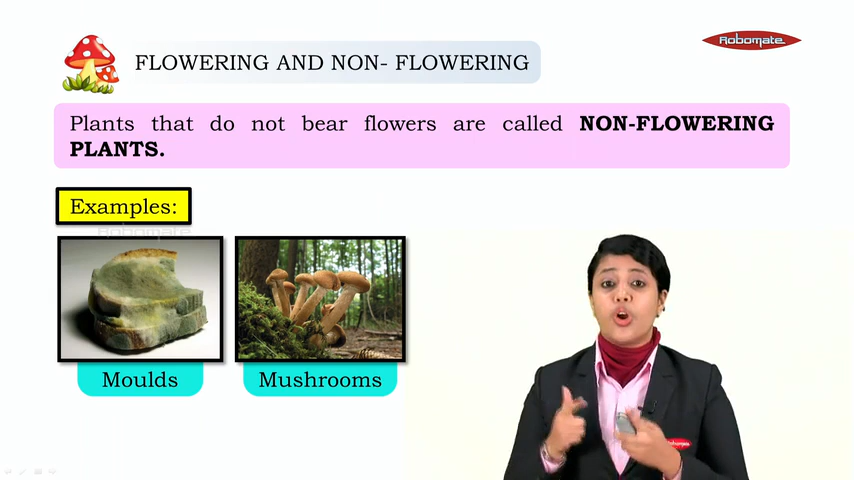 FLOWERING AND NON- FLOWERING
Robomate
Plants that do not bear flowers are called NON-FLOWERING
PLANTS.
Examples:
Robomate
Moulds
Mushrooms